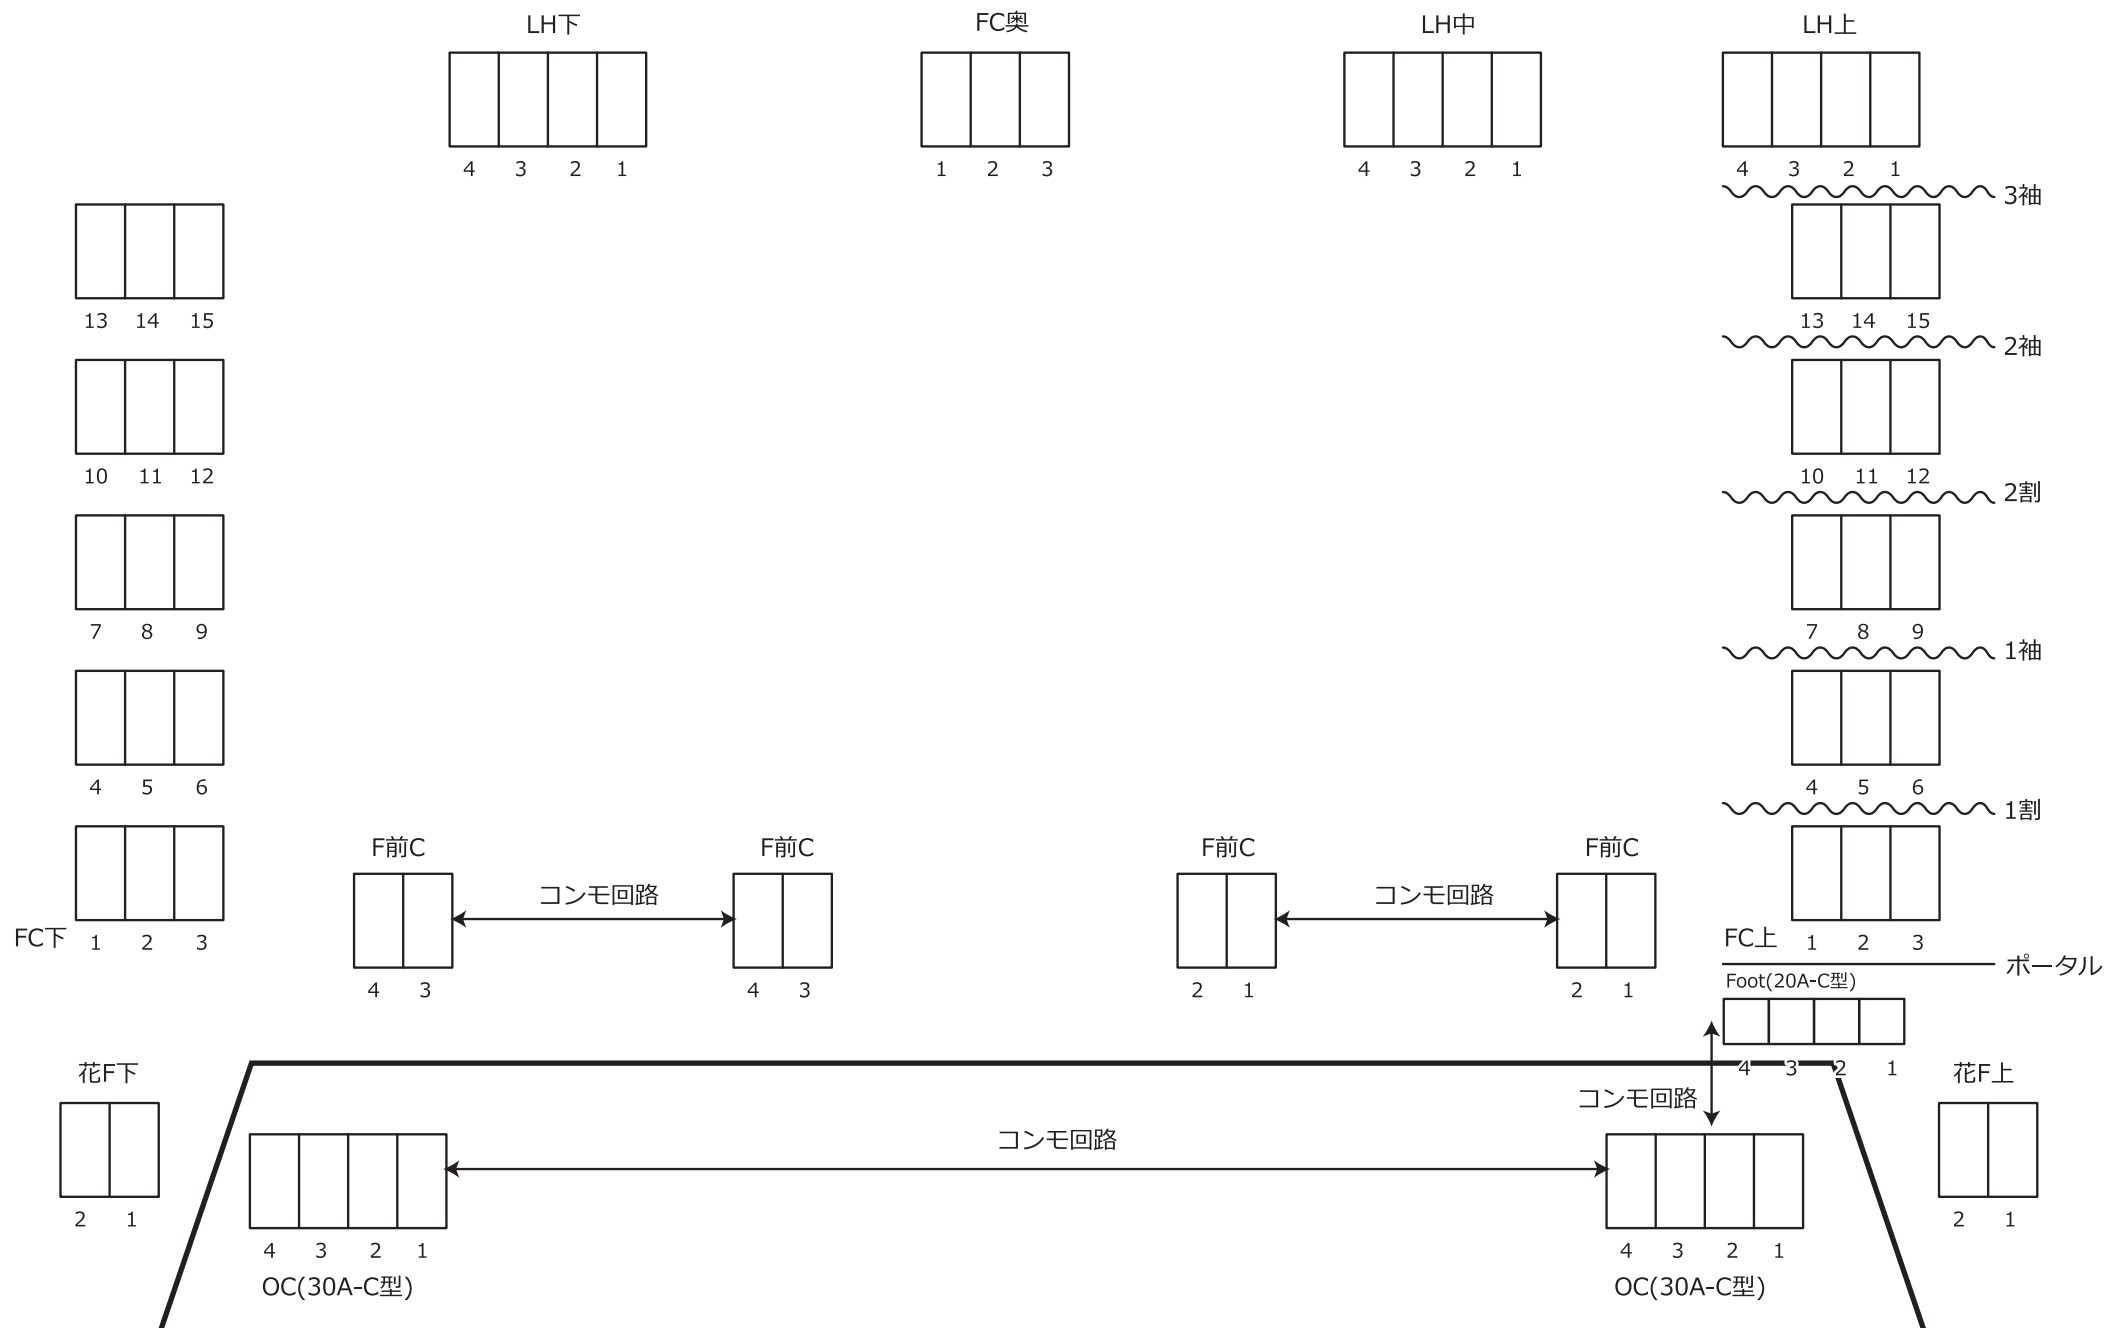 LH下 FC奥 LH中 LH上
4 3 2 1 1 2 3 4 3 2 1 4 3 2 1
3袖
13 14 15 13 14 15
2袖
10 11 12 10 11 12
2割
7 8 9 7 8 9
1袖
4 5 6 4 5 6
1割
F前C F前C F前C F前C
コンモ回路 コンモ回路
FC下 1 2 3 FC上 1 2 3
ポータル
4 3 4 3 2 1 2 1
Foot(20A-C型)
4 3 2 1
花F下 花F上
コンモ回路
コンモ回路
2 1 2 1
4 3 2 1 4 3 2 1
OC(30A-C型) OC(30A-C型)